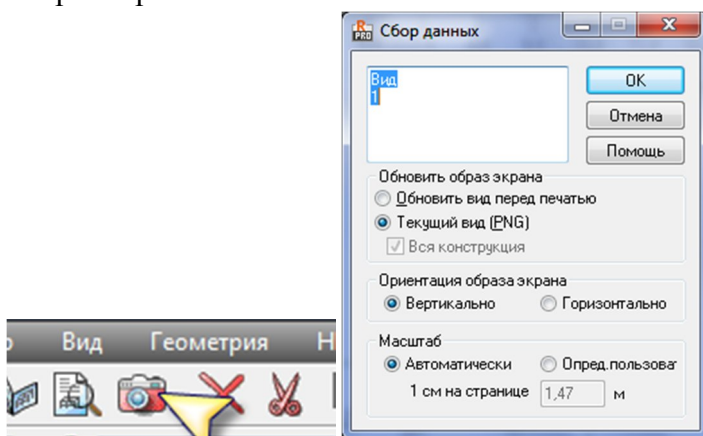 Вид Геометрия Н
PRO Сбор данных
Вид
1
OK
Отмена
Помощь
Обновить образ экрана
Обновить вид перед печатью
Текущий вид (PNG)
Вся конструкция
Ориентация образа экрана
Вертикально Горизонтально
Масштаб
Автоматически Опред.пользоват
1 см на странице 1,47 м